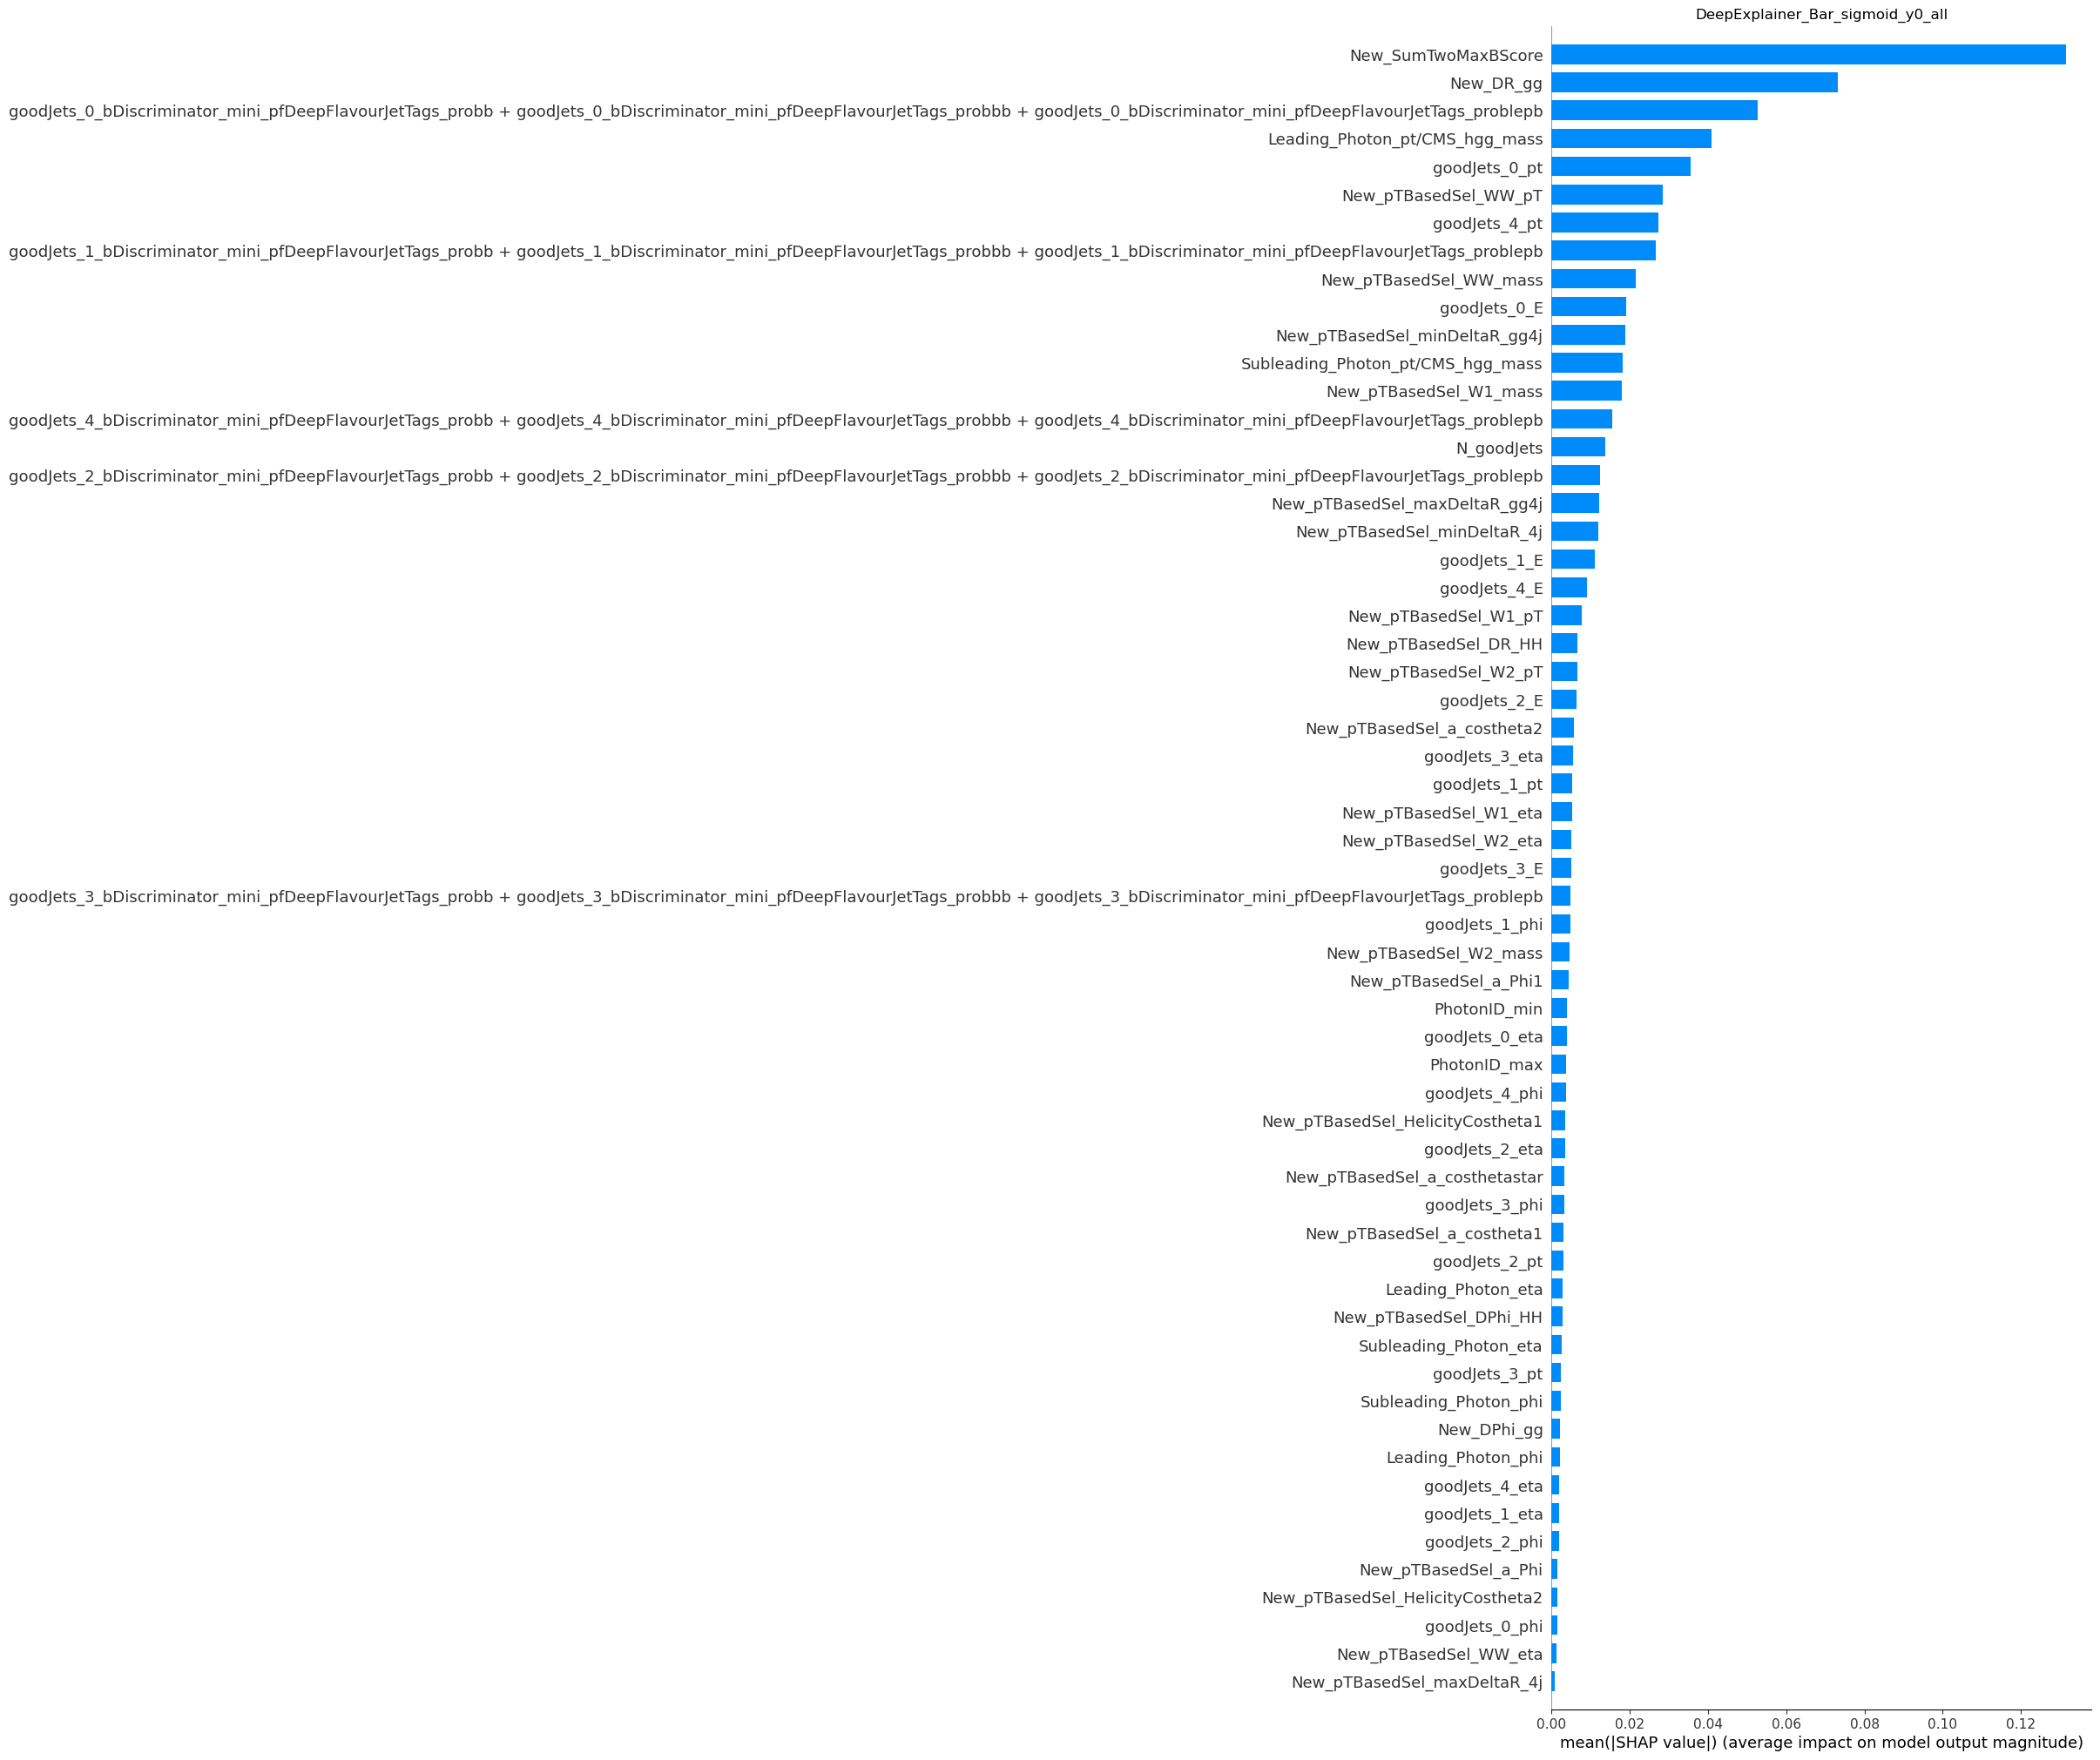 DeepExplainer_Bar_sigmoid_y0_all
New_SumTwoMaxBScore
New_DR_gg
goodJets_0_bDiscriminator_mini_pfDeepFlavourJetTags_probb + goodJets_0_bDiscriminator_mini_pfDeepFlavourJetTags_probbb + goodJets_0_bDiscriminator_mini_pfDeepFlavourJetTags_problepb
Leading_Photon_pt/CMS_hgg_mass
goodJets_0_pt
New_pTBasedSel_WW_pT
goodJets_4_pt
goodJets_1_bDiscriminator_mini_pfDeepFlavourJetTags_probb + goodJets_1_bDiscriminator_mini_pfDeepFlavourJetTags_probbb + goodJets_1_bDiscriminator_mini_pfDeepFlavourJetTags_problepb
New_pTBasedSel_WW_mass
goodJets_0_E
New_pTBasedSel_minDeltaR_gg4j
Subleading_Photon_pt/CMS_hgg_mass
New_pTBasedSel_W1_mass
goodJets_4_bDiscriminator_mini_pfDeepFlavourJetTags_probb + goodJets_4_bDiscriminator_mini_pfDeepFlavourJetTags_probbb + goodJets_4_bDiscriminator_mini_pfDeepFlavourJetTags_problepb
N_goodJets
goodJets_2_bDiscriminator_mini_pfDeepFlavourJetTags_probb + goodJets_2_bDiscriminator_mini_pfDeepFlavourJetTags_probbb + goodJets_2_bDiscriminator_mini_pfDeepFlavourJetTags_problepb
New_pTBasedSel_maxDeltaR_gg4j
New_pTBasedSel_minDeltaR_4j
goodJets_1_E
goodJets_4_E
New_pTBasedSel_W1_pT
New_pTBasedSel_DR_HH
New_pTBasedSel_W2_pT
goodJets_2_E
New_pTBasedSel_a_costheta2
goodJets_3_eta
goodJets_1_pt
New_pTBasedSel_W1_eta
New_pTBasedSel_W2_eta
goodJets_3_E
goodJets_3_bDiscriminator_mini_pfDeepFlavourJetTags_probb + goodJets_3_bDiscriminator_mini_pfDeepFlavourJetTags_probbb + goodJets_3_bDiscriminator_mini_pfDeepFlavourJetTags_problepb
goodJets_1_phi
New_pTBasedSel_W2_mass
New_pTBasedSel_a_Phi1
PhotonID_min
goodJets_0_eta
PhotonID_max
goodJets_4_phi
New_pTBasedSel_HelicityCostheta1
goodJets_2_eta
New_pTBasedSel_a_costhetastar
goodJets_3_phi
New_pTBasedSel_a_costheta1
goodJets_2_pt
Leading_Photon_eta
New_pTBasedSel_DPhi_HH
Subleading_Photon_eta
goodJets_3_pt
Subleading_Photon_phi
New_DPhi_gg
Leading_Photon_phi
goodJets_4_eta
goodJets_1_eta
goodJets_2_phi
New_pTBasedSel_a_Phi
New_pTBasedSel_HelicityCostheta2
goodJets_0_phi
New_pTBasedSel_WW_eta
New_pTBasedSel_maxDeltaR_4j
0.00 0.02 0.04 0.06 0.08 0.10 0.12
mean(|SHAP value|) (average impact on model output magnitude)